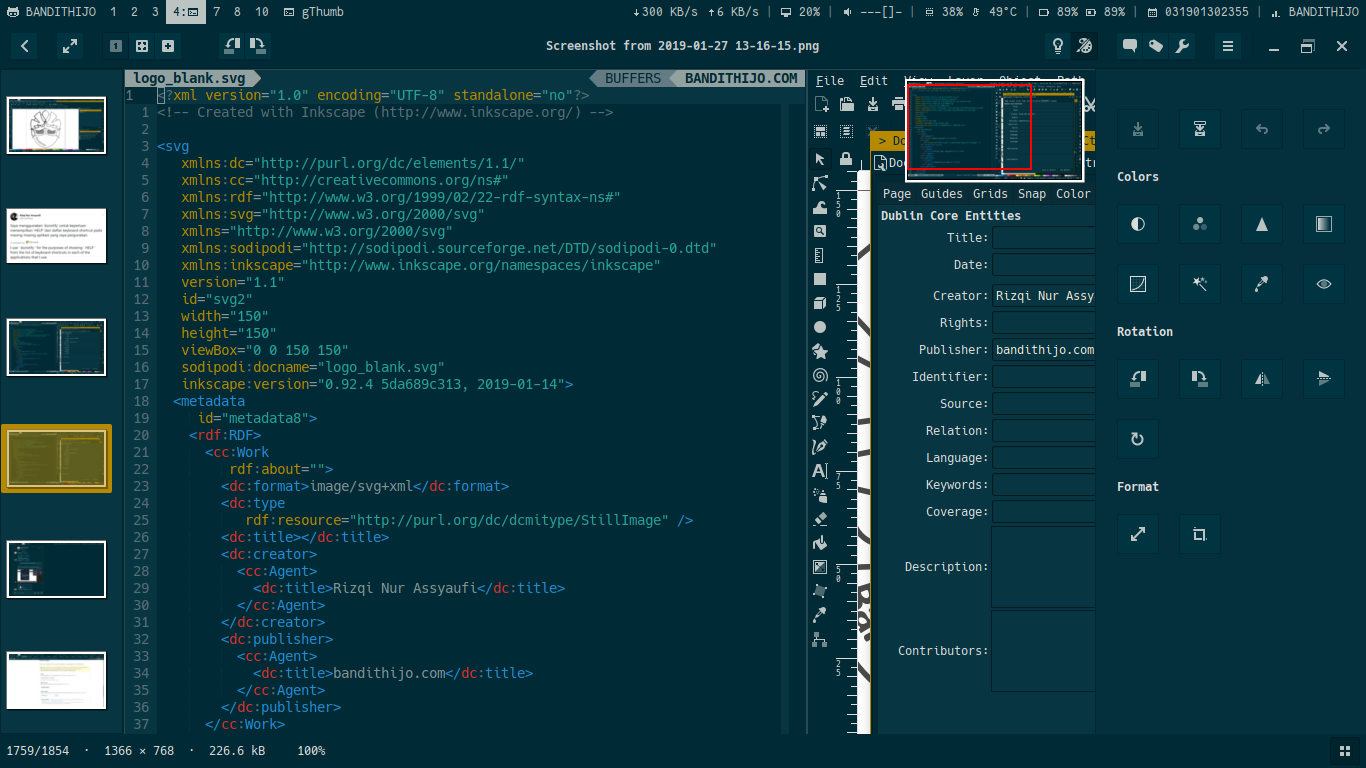 BANDITHIJO 1 2 3 4: 7 8 10 gThumb
↓300 KB/s ↑6 KB/s | 20% | ---[]- | 38% 49°C | 89% 89% | 031901302355 | BANDITHIJO
1 Screenshot from 2019-01-27 13-16-15.png
logo_blank.svg BUFFERS BANDITHIJO.COM
1 <?xml version="1.0" encoding="UTF-8" standalone="no"?>
1 <!-- Created with Inkscape (http://www.inkscape.org/) -->
2
3 <svg
4 xmlns:dc="http://purl.org/dc/elements/1.1/"
5 xmlns:cc="http://creativecommons.org/ns#"
6 xmlns:rdf="http://www.w3.org/1999/02/22-rdf-syntax-ns#"
7 xmlns:svg="http://www.w3.org/2000/svg"
8 xmlns="http://www.w3.org/2000/svg"
9 xmlns:sodipodi="http://sodipodi.sourceforge.net/DTD/sodipodi-0.dtd"
10 xmlns:inkscape="http://www.inkscape.org/namespaces/inkscape"
11 version="1.1"
12 id="svg2"
13 width="150"
14 height="150"
15 viewBox="0 0 150 150"
16 sodipodi:docname="logo_blank.svg"
17 inkscape:version="0.92.4 5da689c313, 2019-01-14">
18 <metadata
19 id="metadata8">
20 <rdf:RDF>
21 <cc:Work
22 rdf:about="">
23 <dc:format>image/svg+xml</dc:format>
24 <dc:type
25 rdf:resource="http://purl.org/dc/dcmitype/StillImage" />
26 <dc:title></dc:title>
27 <dc:creator>
28 <cc:Agent>
29 <dc:title>Rizqi Nur Assyaufi</dc:title>
30 </cc:Agent>
31 </dc:creator>
32 <dc:publisher>
33 <cc:Agent>
34 <dc:title>bandithijo.com</dc:title>
35 </cc:Agent>
36 </dc:publisher>
37 </cc:Work>
File Edit
Page Guides Grids Snap Color
Dublin Core Entities
Title:
Date:
Creator: Rizqi Nur Assy
Rights:
Publisher: bandithijo.com
Identifier:
Source:
Relation:
Language:
Keywords:
Coverage:
Description:
Contributors:
150
125
100
75
50
25
Colors
Rotation
Format
1759/1854 · 1366 × 768 · 226.6 kB 100%